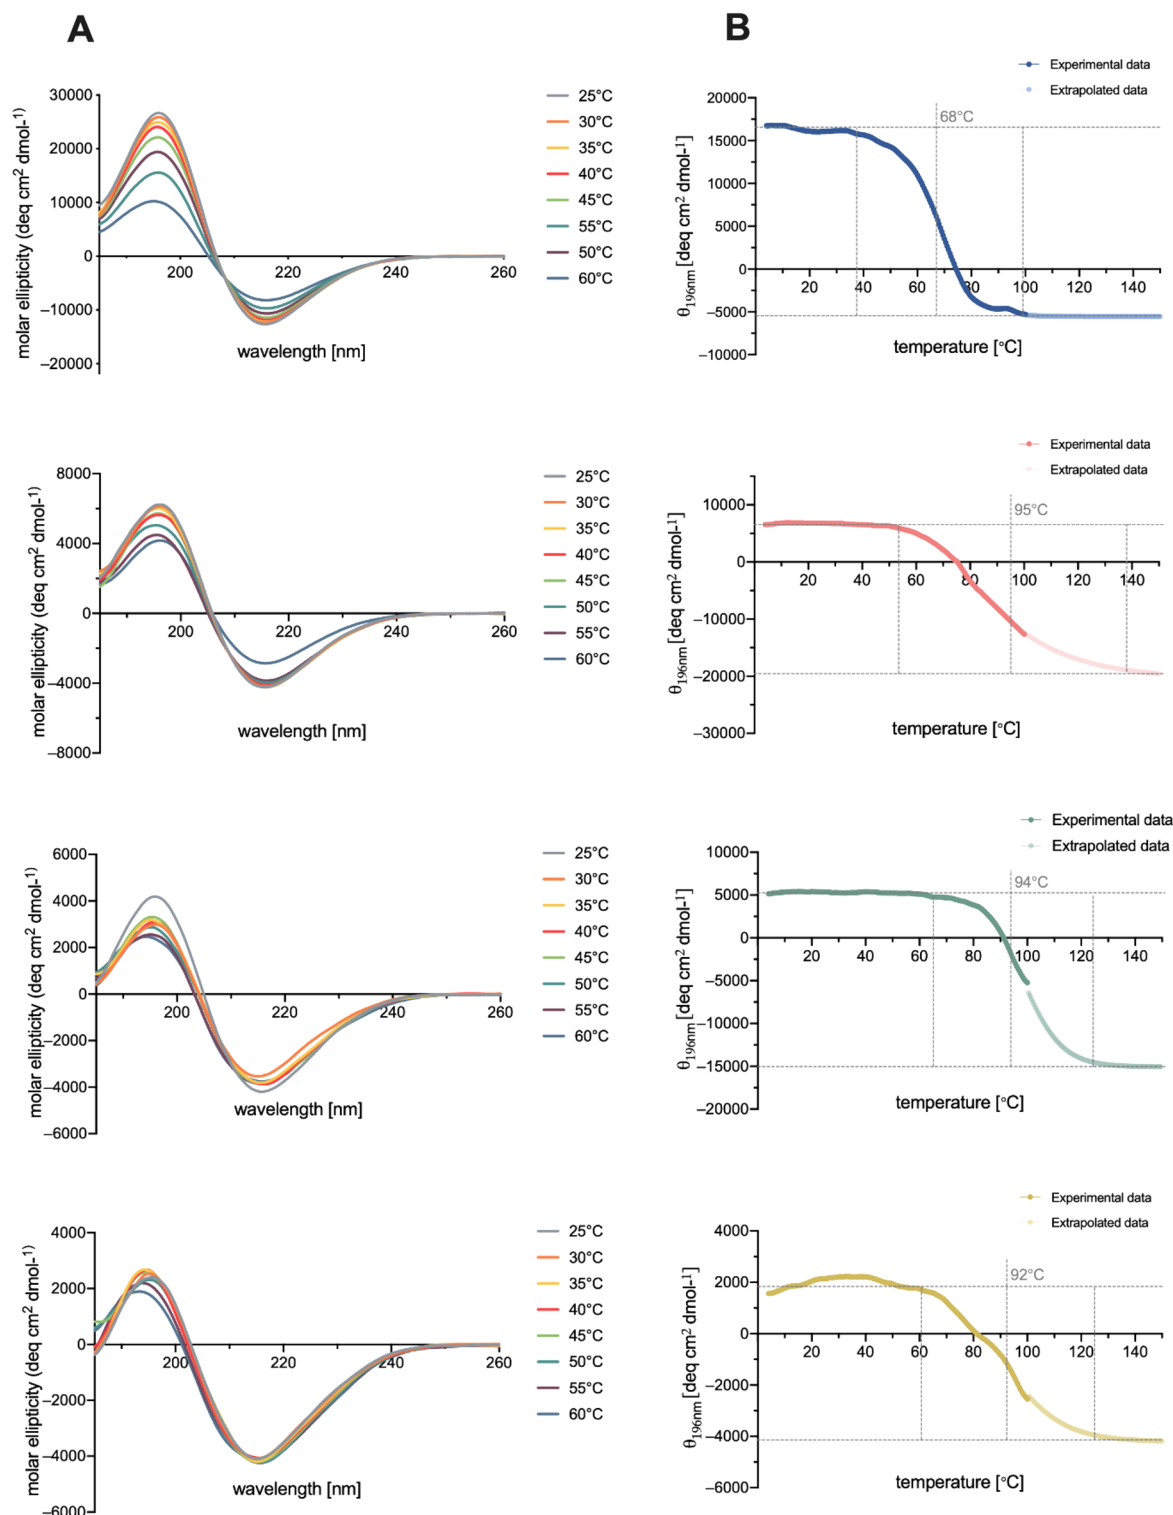 A
B
Experimental data
Extrapolated data
molar ellipticity (deq cm² dmol-¹)
30000
20000
10000
0
–10000
–20000
200
220
240
260
wavelength [nm]
25°C
30°C
35°C
40°C
45°C
55°C
50°C
60°C
θ196nm [deq cm² dmol-¹]
20000
15000
10000
5000
0
–5000
–10000
68°C
20
40
60
80
100
120
140
temperature [°C]
molar ellipticity (deq cm² dmol-¹)
8000
4000
0
–4000
–8000
200
220
240
260
wavelength [nm]
25°C
30°C
35°C
40°C
45°C
50°C
55°C
60°C
Experimental data
Extrapolated data
θ196nm [deq cm² dmol-¹]
10000
0
–10000
–20000
–30000
95°C
20
40
60
80
100
120
140
temperature [°C]
molar ellipticity (deq cm² dmol-¹)
6000
4000
2000
0
–2000
–4000
–6000
200
220
240
260
wavelength [nm]
25°C
30°C
35°C
40°C
45°C
50°C
55°C
60°C
Experimental data
Extrapolated data
θ196nm [deq cm² dmol-¹]
10000
5000
0
–5000
–10000
–15000
–20000
94°C
20
40
60
80
100
120
140
temperature [°C]
molar ellipticity (deq cm² dmol-¹)
4000
2000
0
–2000
–4000
–6000
200
220
240
260
wavelength [nm]
25°C
30°C
35°C
40°C
45°C
50°C
55°C
60°C
Experimental data
Extrapolated data
θ196nm [deq cm² dmol-¹]
4000
2000
0
–2000
–4000
–6000
92°C
20
40
60
80
100
120
140
temperature [°C]